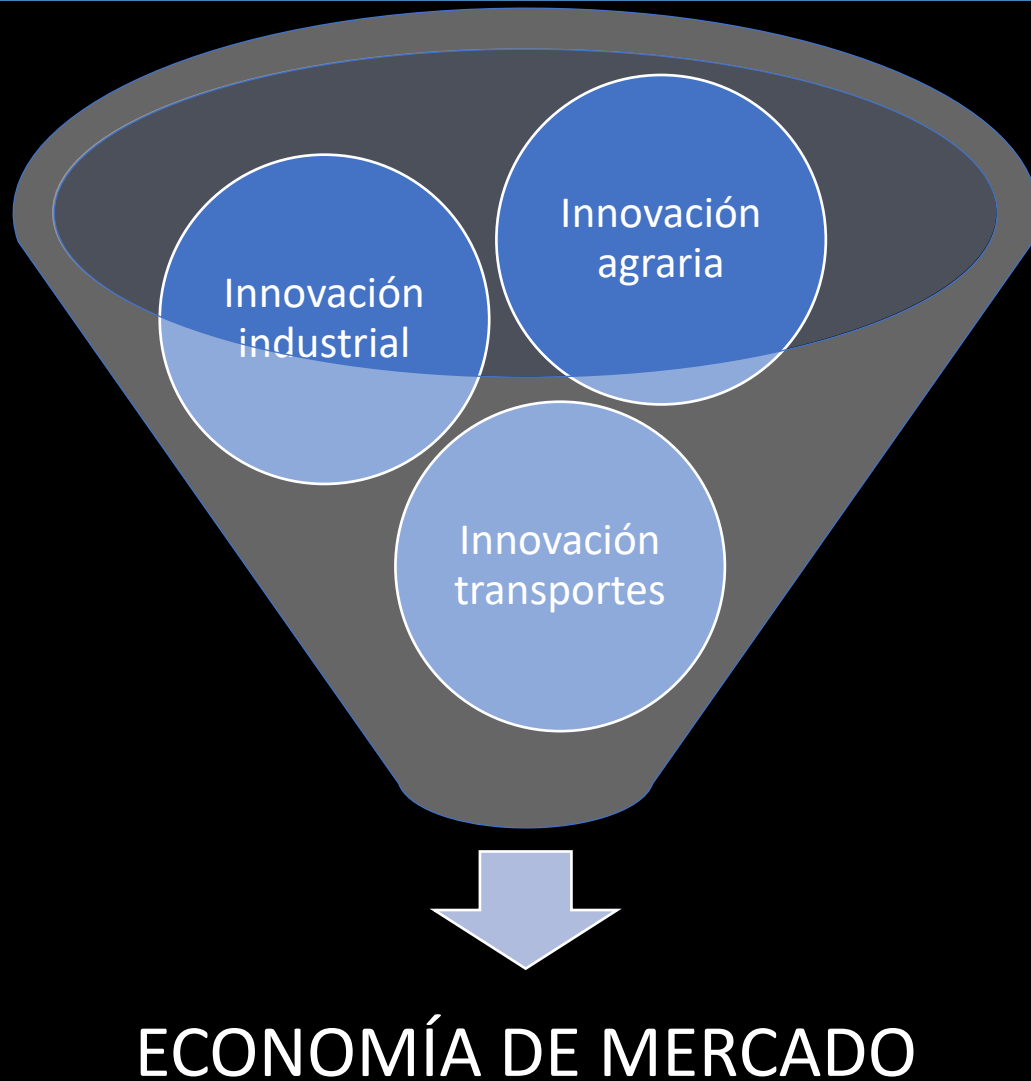 Innovación
agraria
Innovación
industrial
Innovación
transportes
ECONOMÍA DE MERCADO